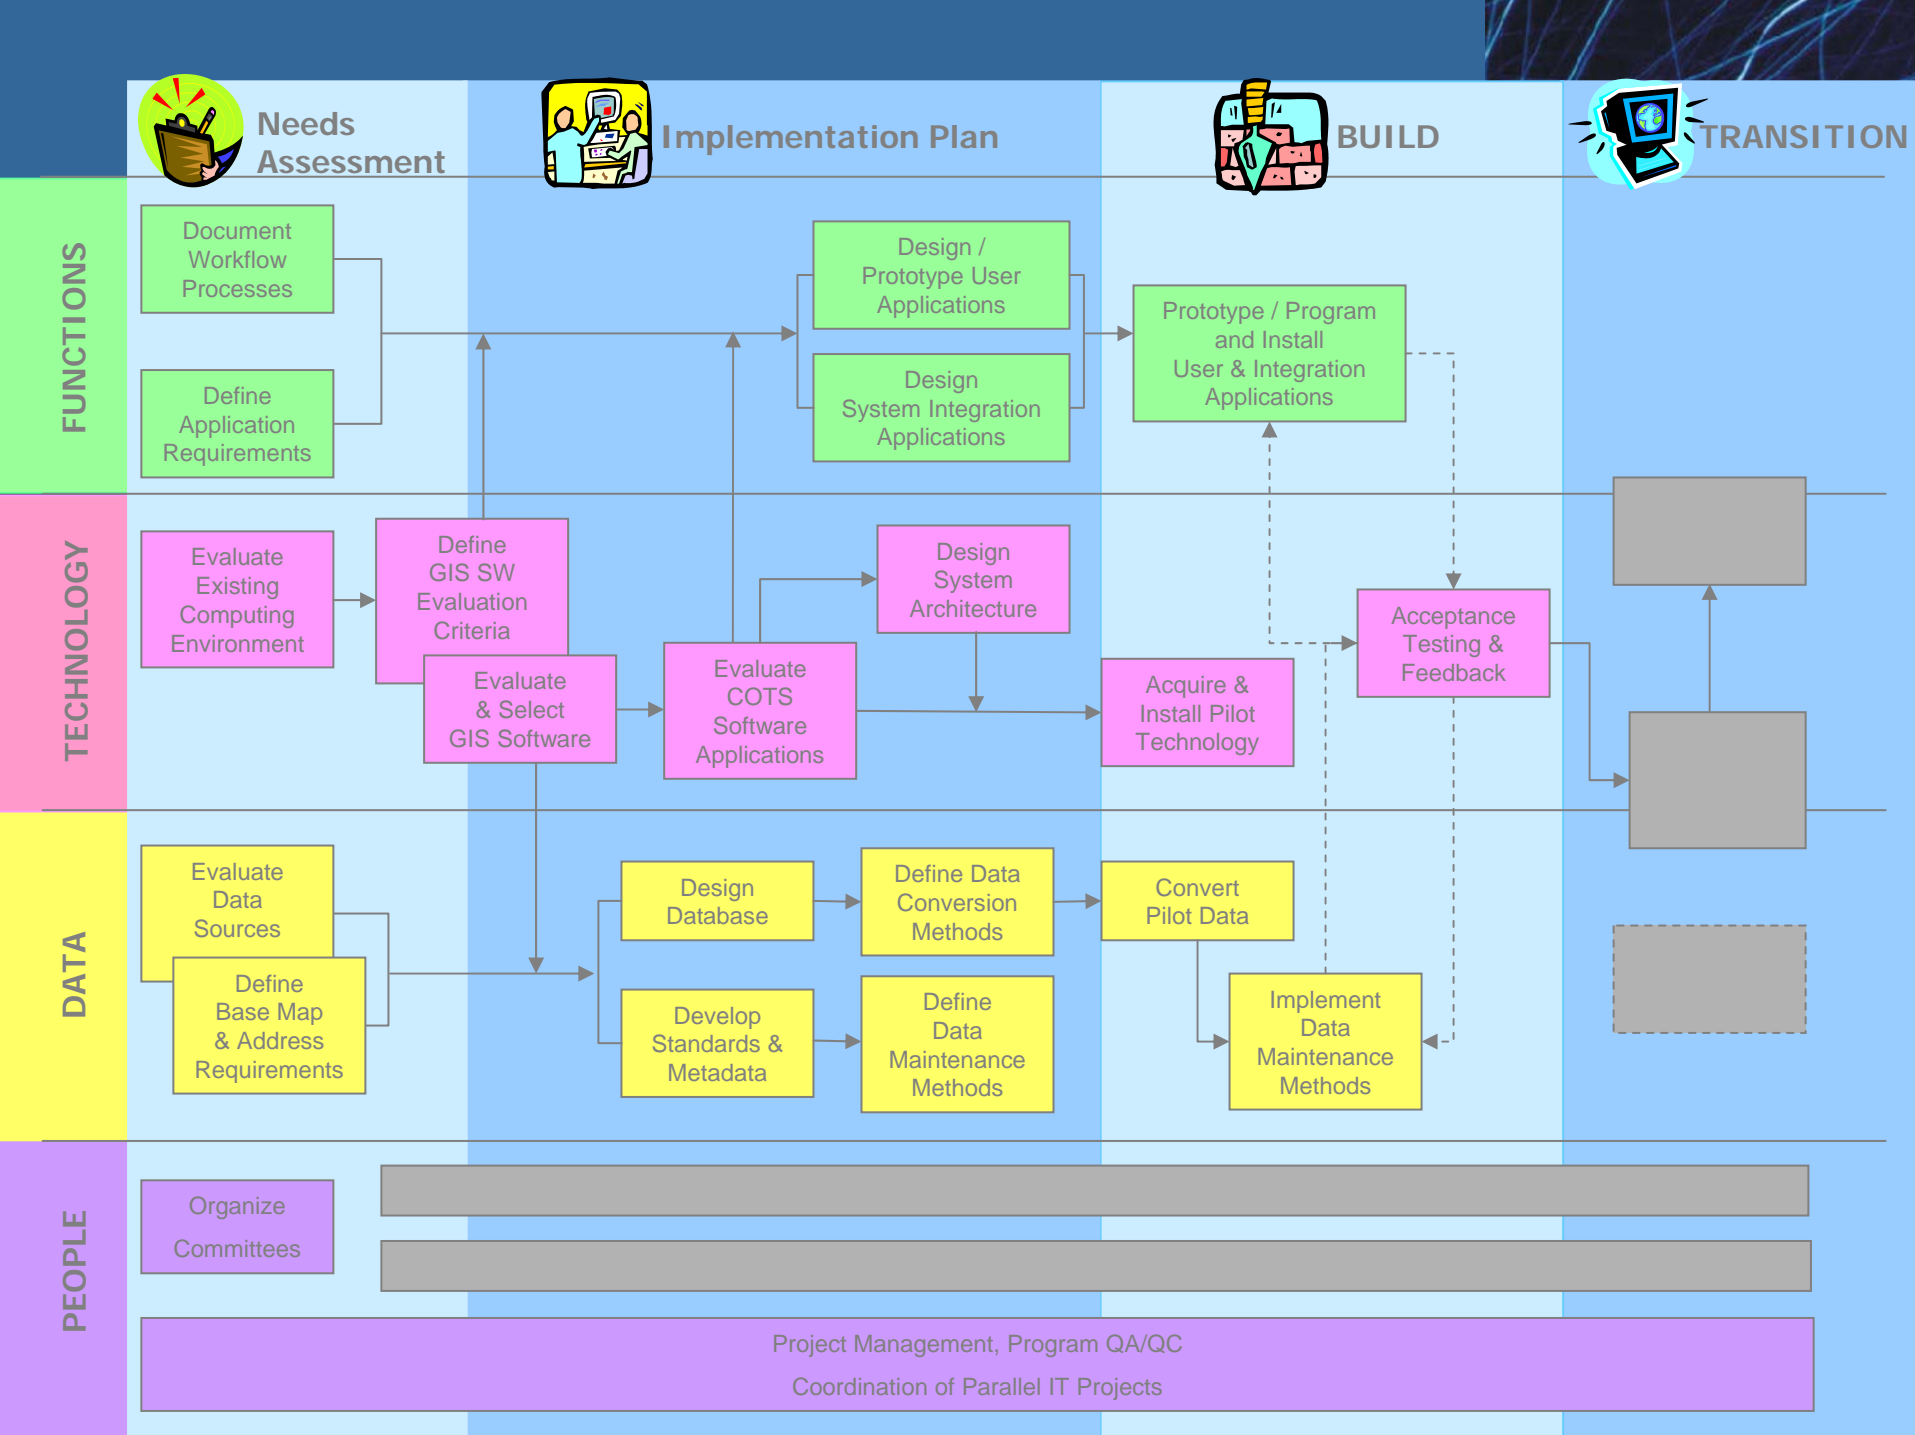 Needs
Assessment
Implementation Plan
BUILD
TRANSITION
FUNCTIONS
Document
Workflow
Processes
Define
Application
Requirements
Design /
Prototype User
Applications
Design
System Integration
Applications
Prototype / Program
and Install
User & Integration
Applications
TECHNOLOGY
Evaluate
Existing
Computing
Environment
Define
GIS SW
Evaluation
Criteria
Evaluate
& Select
GIS Software
Evaluate
COTS
Software
Applications
Design
System
Architecture
Acquire &
Install Pilot
Technology
Acceptance
Testing &
Feedback
DATA
Evaluate
Data
Sources
Define
Base Map
& Address
Requirements
Design
Database
Develop
Standards &
Metadata
Define Data
Conversion
Methods
Define
Data
Maintenance
Methods
Convert
Pilot Data
Implement
Data
Maintenance
Methods
PEOPLE
Organize
Committees
Project Management, Program QA/QC
Coordination of Parallel IT Projects